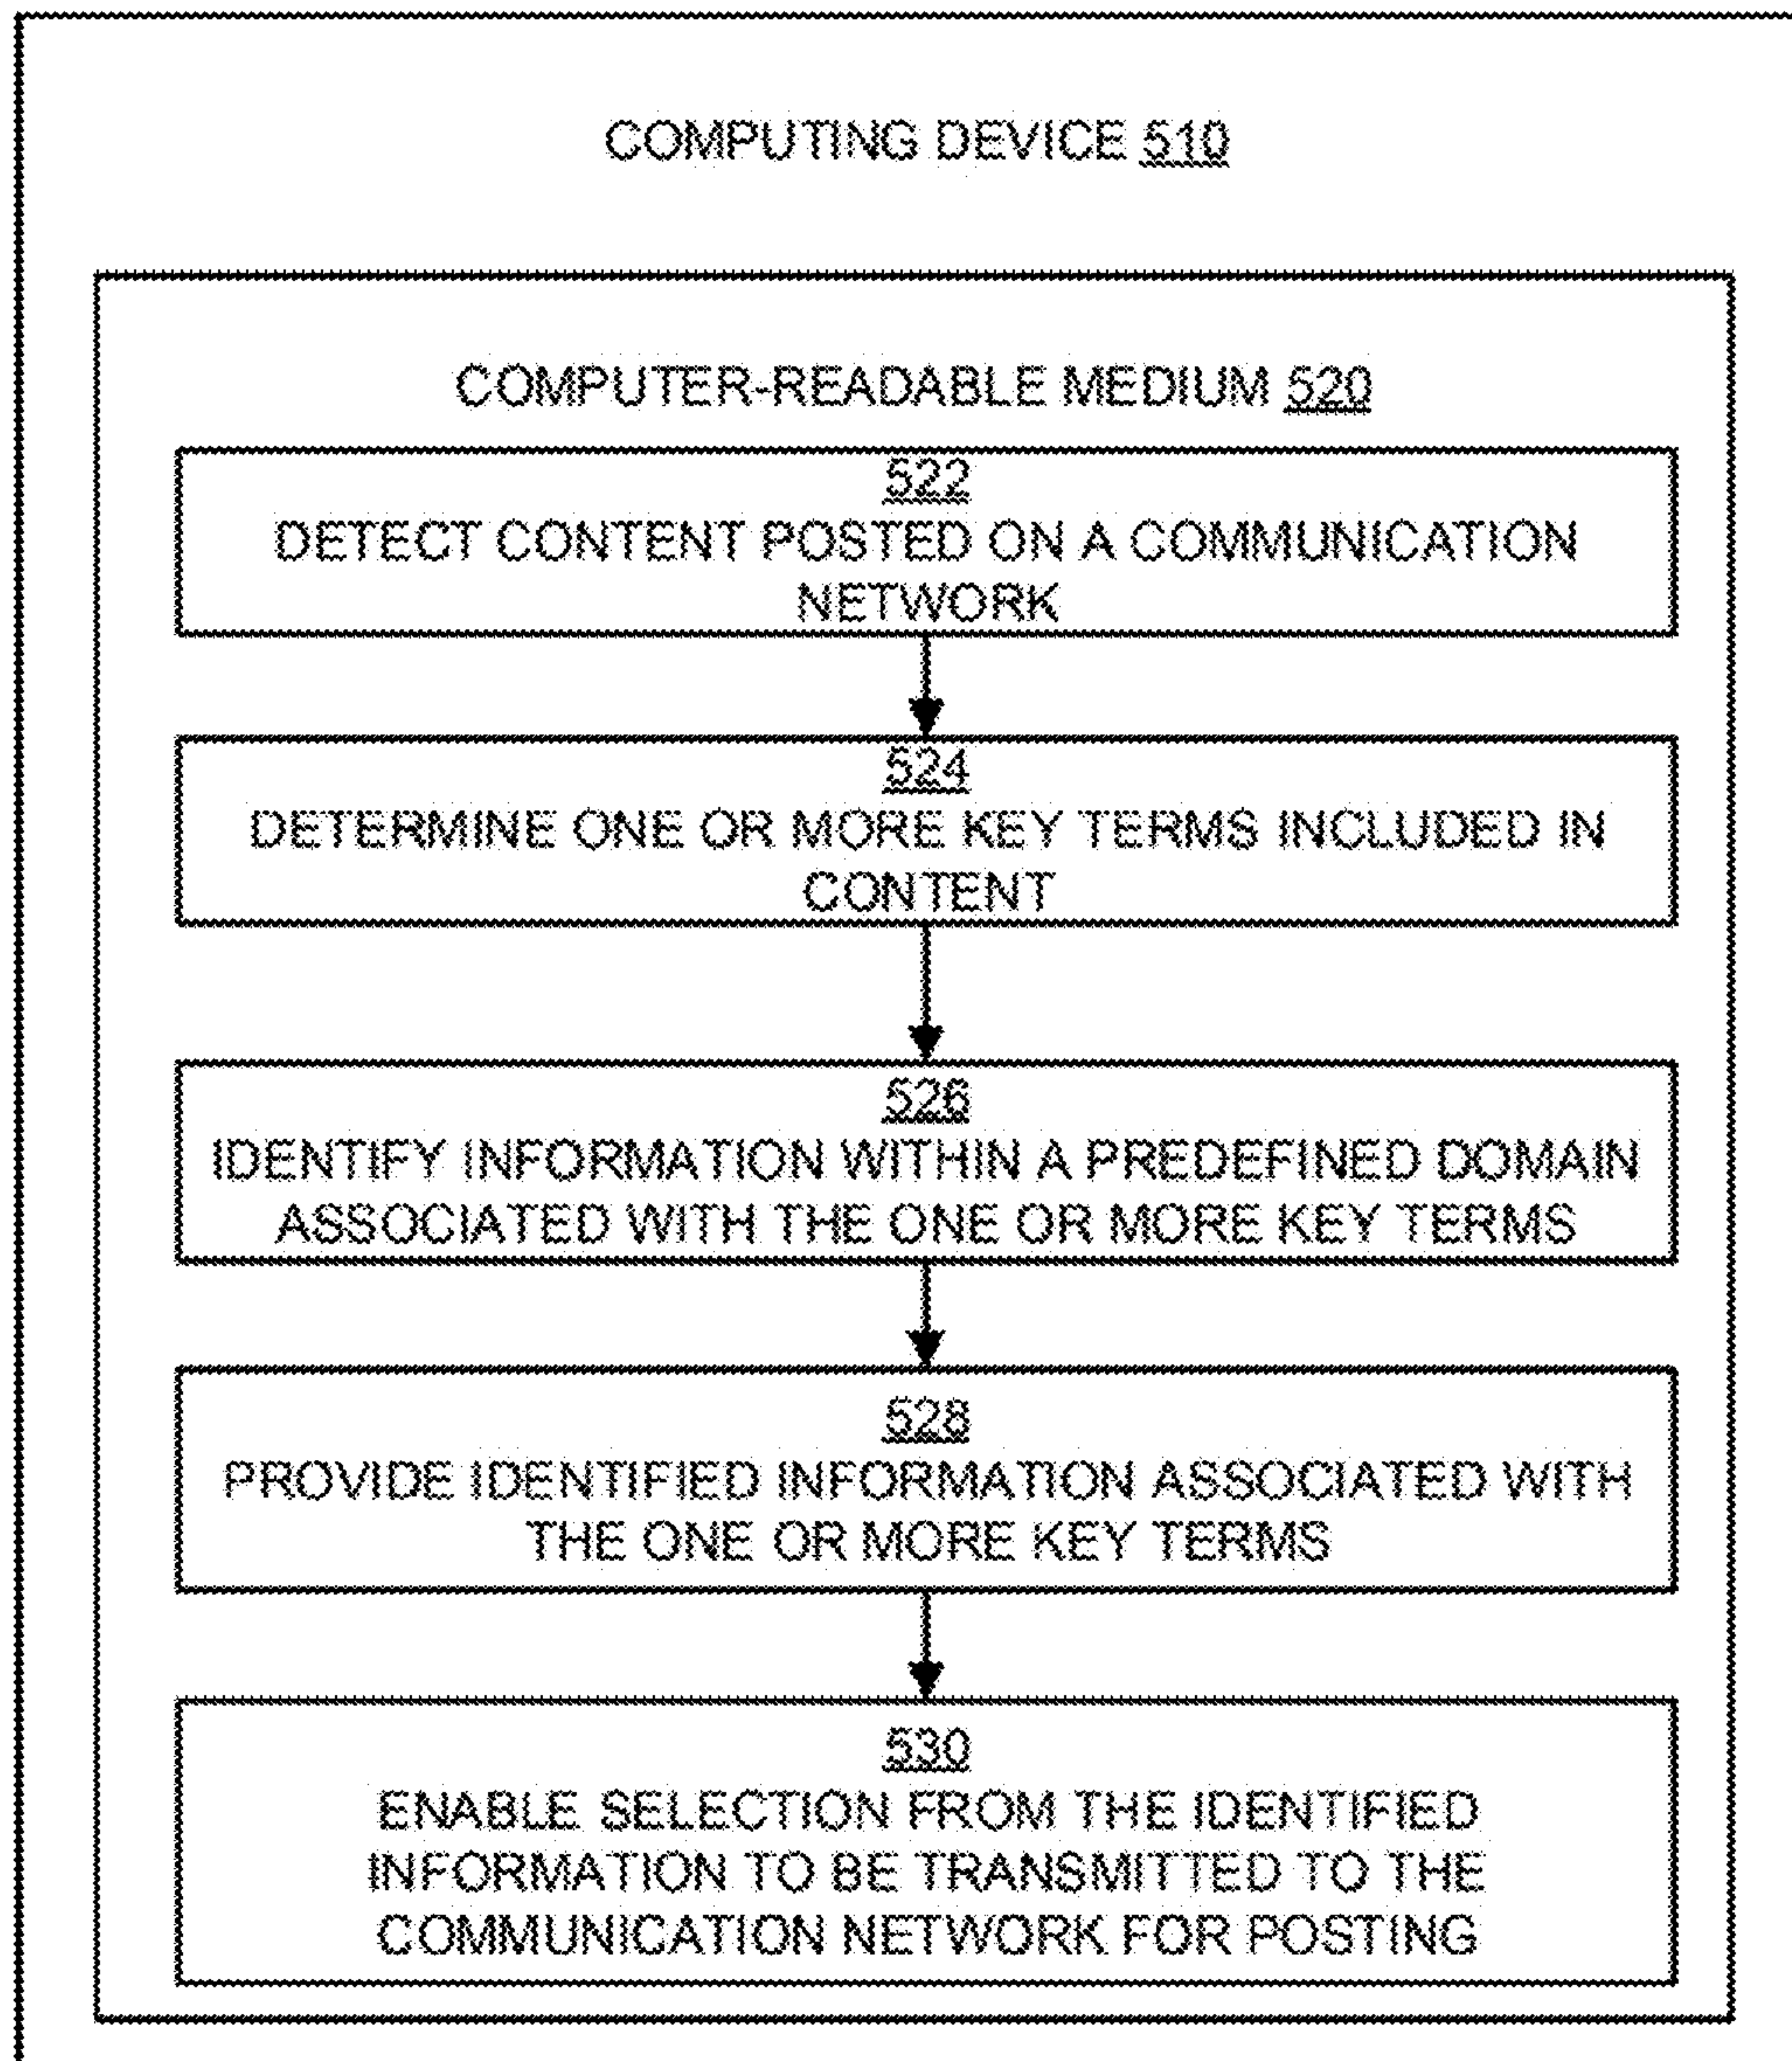 COMPUTING DEVICE 510
COMPUTER-READABLE MEDIUM 520
522
DETECT CONTENT POSTED ON A COMMUNICATION
NETWORK
524
DETERMINE ONE OR MORE KEY TERMS INCLUDED IN
CONTENT
526
IDENTIFY INFORMATION WITHIN A PREDEFINED DOMAIN
ASSOCIATED WITH THE ONE OR MORE KEY TERMS
528
PROVIDE IDENTIFIED INFORMATION ASSOCIATED WITH
THE ONE OR MORE KEY TERMS
530
ENABLE SELECTION FROM THE IDENTIFIED
INFORMATION TO BE TRANSMITTED TO THE
COMMUNICATION NETWORK FOR POSTING